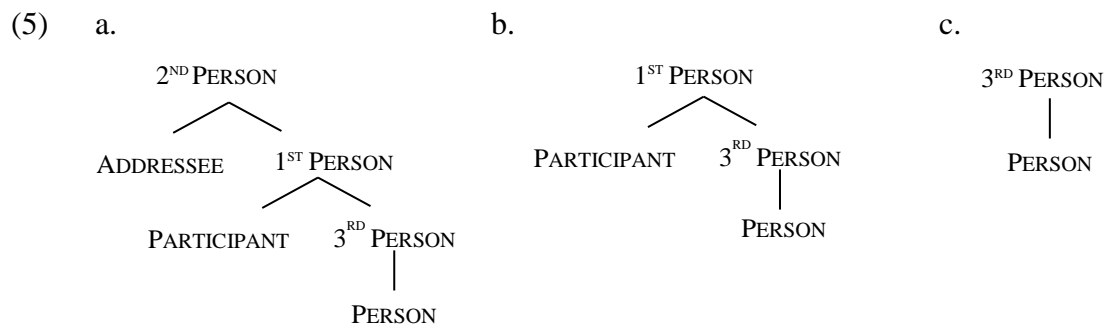 (5) a. b. c.
2ND PERSON 1ST PERSON 3RD PERSON
ADDRESSEE 1ST PERSON PARTICIPANT 3RD PERSON PERSON
PARTICIPANT 3RD PERSON PERSON
PERSON